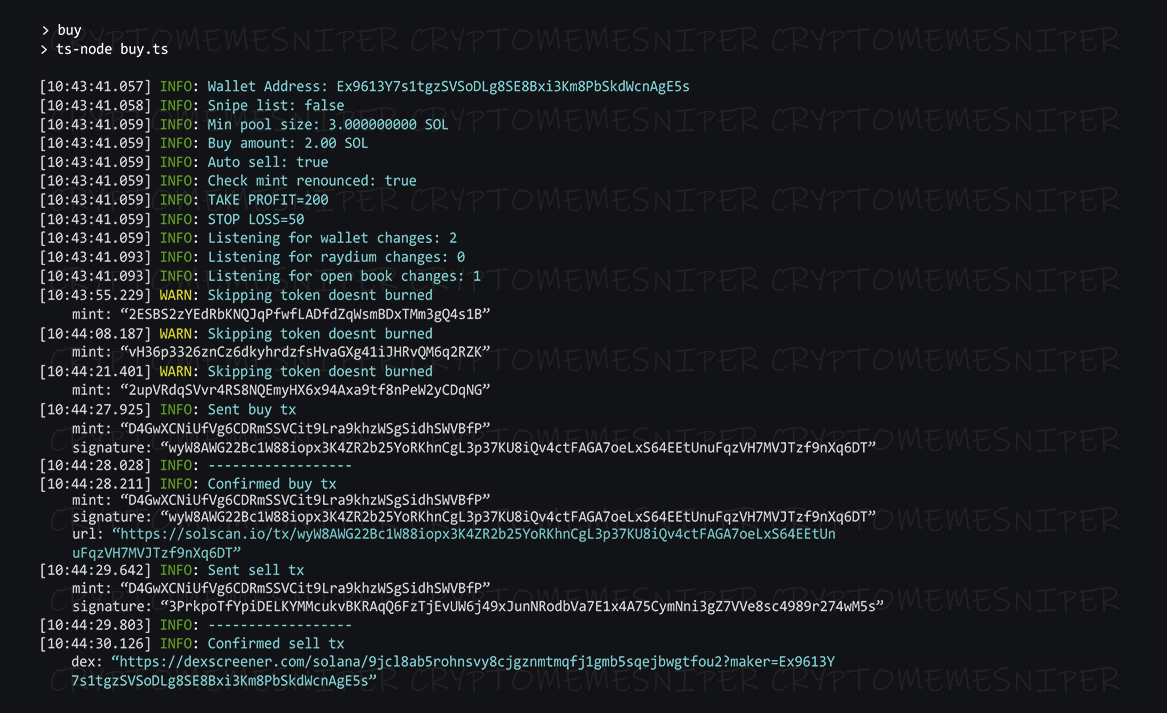 > buy
> ts-node buy.ts
[10:43:41.057] INFO: Wallet Address: Ex9613Y7s1tgzSVSoDLg8SE8Bxi3Km8PbSkdWcnAgE5s
[10:43:41.058] INFO: Snipe list: false
[10:43:41.059] INFO: Min pool size: 3.000000000 SOL
[10:43:41.059] INFO: Buy amount: 2.00 SOL
[10:43:41.059] INFO: Auto sell: true
[10:43:41.059] INFO: Check mint renounced: true
[10:43:41.059] INFO: TAKE PROFIT=200
[10:43:41.059] INFO: STOP LOSS=50
[10:43:41.059] INFO: Listening for wallet changes: 2
[10:43:41.093] INFO: Listening for raydium changes: 0
[10:43:41.093] INFO: Listening for open book changes: 1
[10:43:55.229] WARN: Skipping token doesnt burned
mint: “2ESBS2zYEdRbKNQJqPfwfLADfdZqWsmBDxTMm3gQ4s1B”
[10:44:08.187] WARN: Skipping token doesnt burned
mint: “vH36p3326znCz6dkyhrdzfsHvaGXg41iJHRvQM6q2RZK”
[10:44:21.401] WARN: Skipping token doesnt burned
mint: “2upVRdqSVvr4RS8NQEmyHX6x94Axa9tf8nPeW2yCDqNG”
[10:44:27.925] INFO: Sent buy tx
mint: “D4GwXCNiUfVg6CDRmSSVCit9Lra9khzWSgSidhSWVBfP”
signature: “wyW8AWG22Bc1W88iopx3K4ZR2b25YoRKhnCgL3p37KU8iQv4ctFAGA7oeLxS64EEtUnuFqzVH7MVJTzf9nXq6DT”
[10:44:28.028] INFO: ------------------
[10:44:28.211] INFO: Confirmed buy tx
mint: “D4GwXCNiUfVg6CDRmSSVCit9Lra9khzWSgSidhSWVBfP”
signature: “wyW8AWG22Bc1W88iopx3K4ZR2b25YoRKhnCgL3p37KU8iQv4ctFAGA7oeLxS64EEtUnuFqzVH7MVJTzf9nXq6DT”
url: “https://solscan.io/tx/wyW8AWG22Bc1W88iopx3K4ZR2b25YoRKhnCgL3p37KU8iQv4ctFAGA7oeLxS64EEtUn
uFqzVH7MVJTzf9nXq6DT”
[10:44:29.642] INFO: Sent sell tx
mint: “D4GwXCNiUfVg6CDRmSSVCit9Lra9khzWSgSidhSWVBfP”
signature: “3PrkpoTfYpiDELKYMMcukvBKRAqQ6FzTjEvUW6j49xJunNRodbVa7E1x4A75CymNni3gZ7VVe8sc4989r274wM5s”
[10:44:29.803] INFO: ------------------
[10:44:30.126] INFO: Confirmed sell tx
dex: “https://dexscreener.com/solana/9jcl8ab5rohnsvy8cjgznmtmqfj1gmb5sqejbwgtfou2?maker=Ex9613Y
7s1tgzSVSoDLg8SE8Bxi3Km8PbSkdWcnAgE5s”
CRYPTOMEMESNIPER CRYPTOMEMESNIPER CRYPTOMEMESNIPER